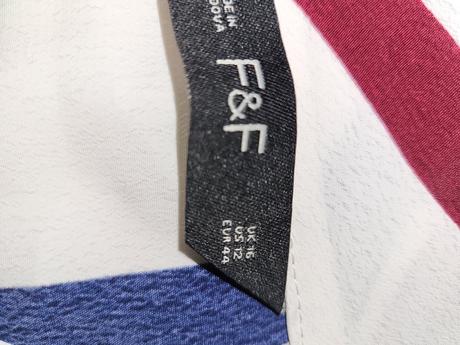 DE IN
DOVA
F&F
UK 16
US 12
EUR 44